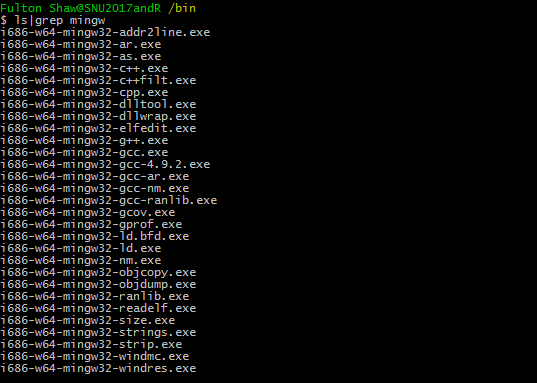 Fulton Shaw@SNU2017andR /bin
$ ls|grep mingw
i686-w64-mingw32-addr2line.exe
i686-w64-mingw32-ar.exe
i686-w64-mingw32-as.exe
i686-w64-mingw32-c++.exe
i686-w64-mingw32-c++filt.exe
i686-w64-mingw32-cpp.exe
i686-w64-mingw32-dlltool.exe
i686-w64-mingw32-dllwrap.exe
i686-w64-mingw32-elfedit.exe
i686-w64-mingw32-g++.exe
i686-w64-mingw32-gcc.exe
i686-w64-mingw32-gcc-4.9.2.exe
i686-w64-mingw32-gcc-ar.exe
i686-w64-mingw32-gcc-nm.exe
i686-w64-mingw32-gcc-ranlib.exe
i686-w64-mingw32-gcov.exe
i686-w64-mingw32-gprof.exe
i686-w64-mingw32-ld.bfd.exe
i686-w64-mingw32-ld.exe
i686-w64-mingw32-nm.exe
i686-w64-mingw32-objcopy.exe
i686-w64-mingw32-objdump.exe
i686-w64-mingw32-ranlib.exe
i686-w64-mingw32-readelf.exe
i686-w64-mingw32-size.exe
i686-w64-mingw32-strings.exe
i686-w64-mingw32-strip.exe
i686-w64-mingw32-windmc.exe
i686-w64-mingw32-windres.exe